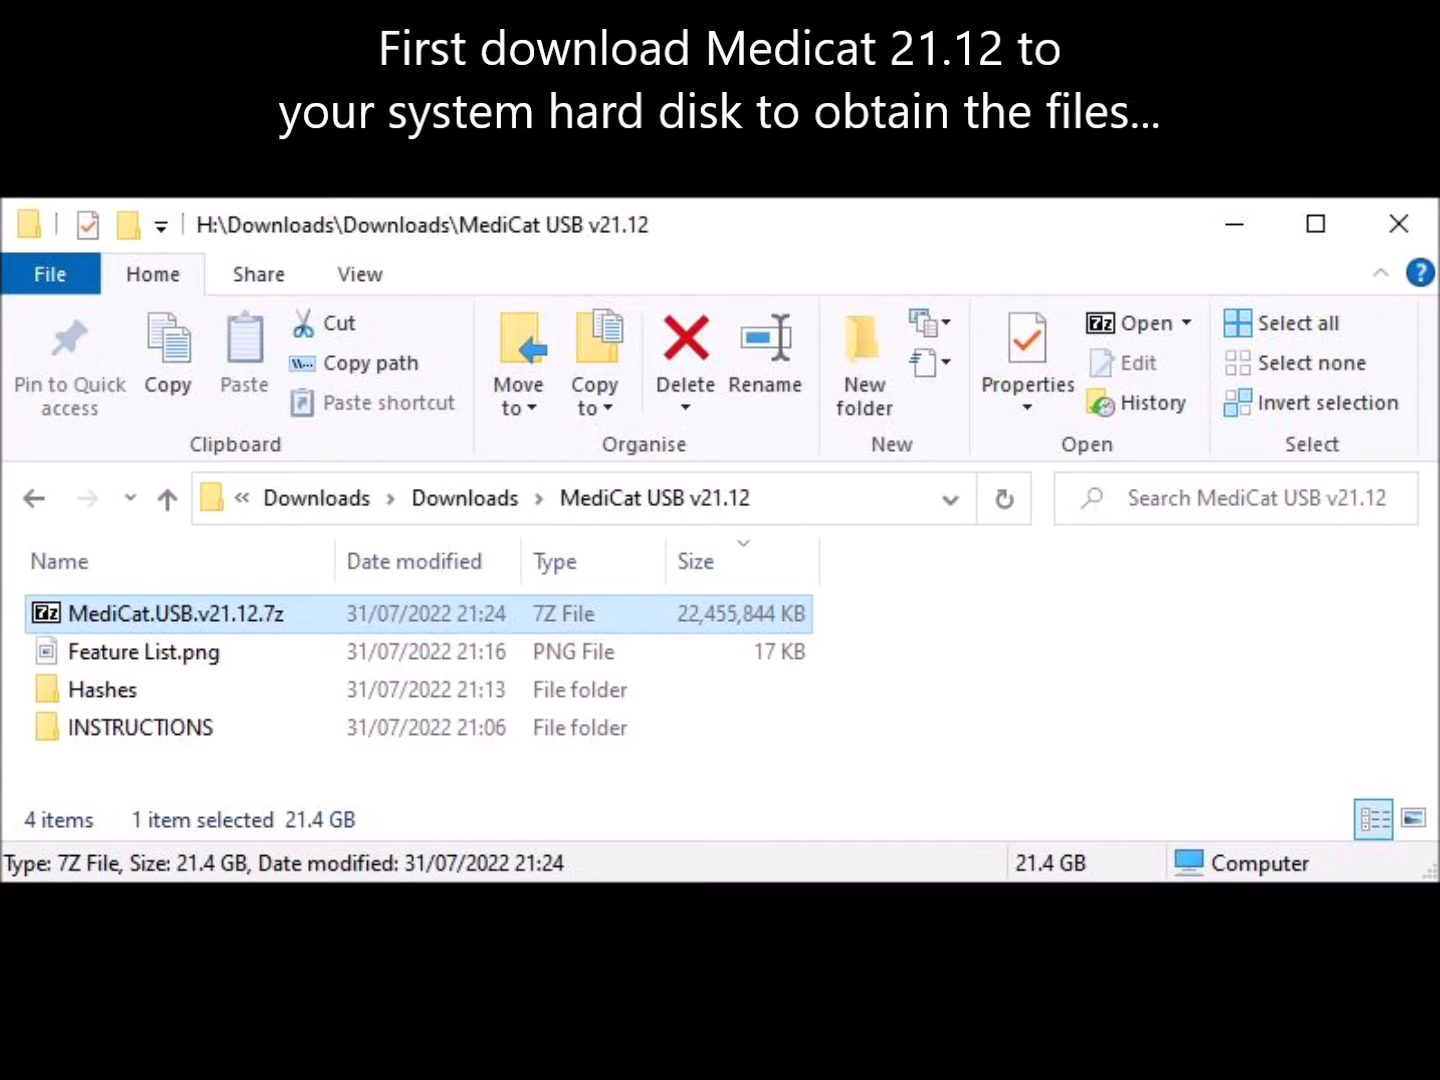 First download Medicat 21.12 to
your system hard disk to obtain the files...
H:\Downloads\Downloads\MediCat USB v21.12
File Home Share View
Pin to Quick access
Copy
Paste
Cut
Copy path
Paste shortcut
Clipboard
Move to
Copy to
Delete
Rename
Organise
New folder
New
Properties
7z Open
Edit
History
Open
Select all
Select none
Invert selection
Select
« Downloads > Downloads > MediCat USB v21.12
Search MediCat USB v21.12
Name Date modified Type Size
7z MediCat.USB.v21.12.7z 31/07/2022 21:24 7Z File 22,455,844 KB
Feature List.png 31/07/2022 21:16 PNG File 17 KB
Hashes 31/07/2022 21:13 File folder
INSTRUCTIONS 31/07/2022 21:06 File folder
4 items 1 item selected 21.4 GB
Type: 7Z File, Size: 21.4 GB, Date modified: 31/07/2022 21:24 21.4 GB Computer